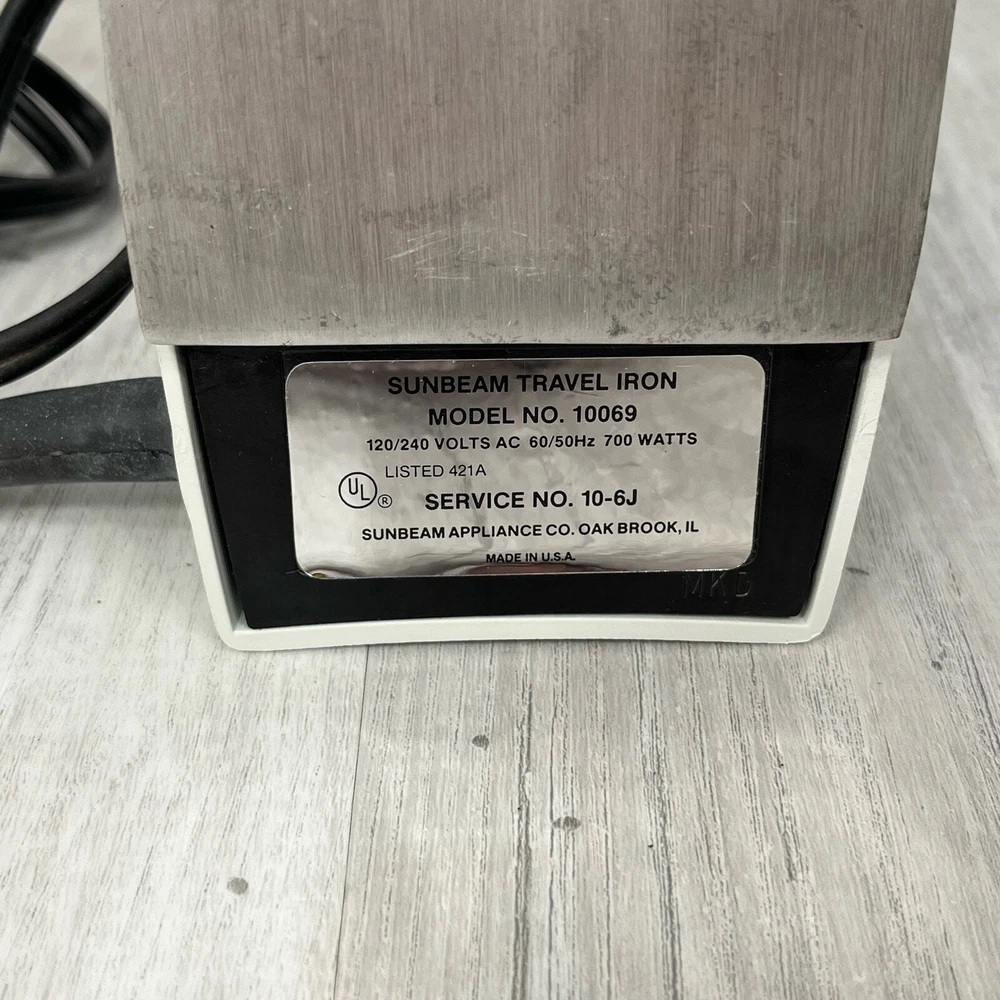 SUNBEAM TRAVEL IRON
MODEL NO. 10069
120/240 VOLTS AC 60/50Hz 700 WATTS
LISTED 421A
UL ®
SERVICE NO. 10-6J
SUNBEAM APPLIANCE CO. OAK BROOK, IL
MADE IN U.S.A.
MKD